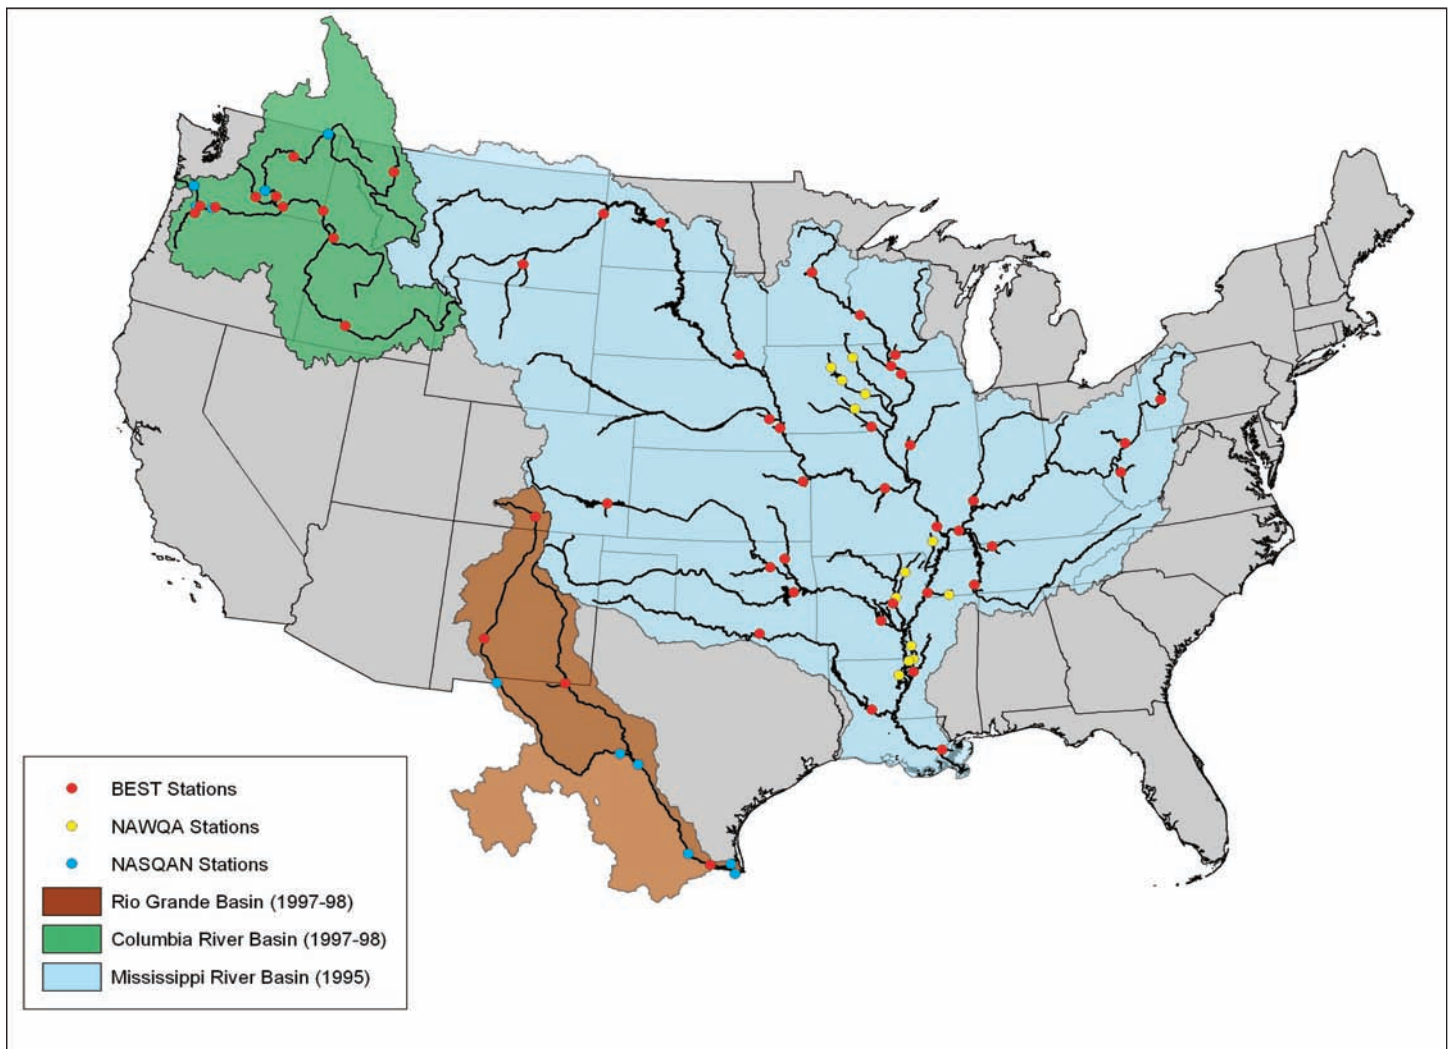 BEST Stations
NAWQA Stations
NASQAN Stations
Rio Grande Basin (1997-98)
Columbia River Basin (1997-98)
Mississippi River Basin (1995)